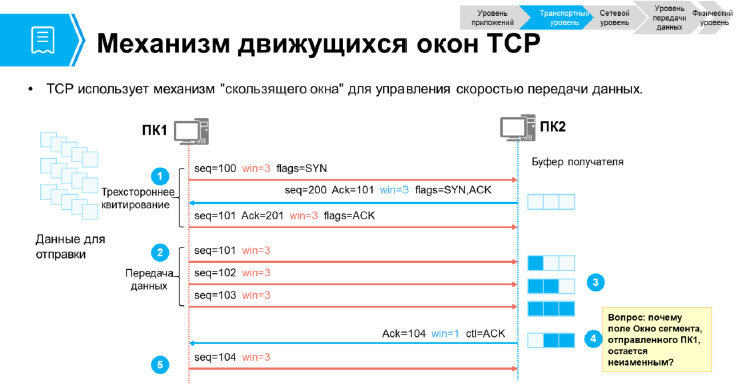 Уровень
приложений
Транспортный
уровень
Сетевой
уровень
Уровень
передачи
данных
Физический
уровень
Механизм движущихся окон TCP
• TCP использует механизм "скользящего окна" для управления скоростью передачи данных.
ПК1
ПК2
Буфер получателя
seq=100 win=3 flags=SYN
1
Трехстороннее
квитирование
seq=200 Ack=101 win=3 flags=SYN,ACK
seq=101 Ack=201 win=3 flags=ACK
Данные для
отправки
2
Передача
данных
seq=101 win=3
seq=102 win=3
seq=103 win=3
3
Ack=104 win=1 ctl=ACK
4
Вопрос: почему
поле Окно сегмента,
отправленного ПК1,
остается
неизменным?
5
seq=104 win=3